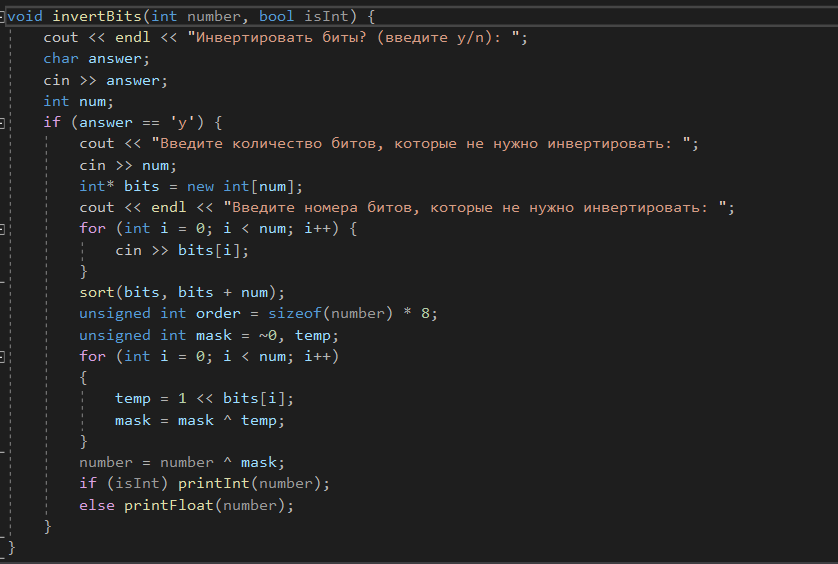 void invertBits(int number, bool isInt) {
cout << endl << "Инвертировать биты? (введите y/n): ";
char answer;
cin >> answer;
int num;
if (answer == 'y') {
cout << "Введите количество битов, которые не нужно инвертировать: ";
cin >> num;
int* bits = new int[num];
cout << endl << "Введите номера битов, которые не нужно инвертировать: ";
for (int i = 0; i < num; i++) {
cin >> bits[i];
}
sort(bits, bits + num);
unsigned int order = sizeof(number) * 8;
unsigned int mask = ~0, temp;
for (int i = 0; i < num; i++)
{
temp = 1 << bits[i];
mask = mask ^ temp;
}
number = number ^ mask;
if (isInt) printInt(number);
else printFloat(number);
}
}